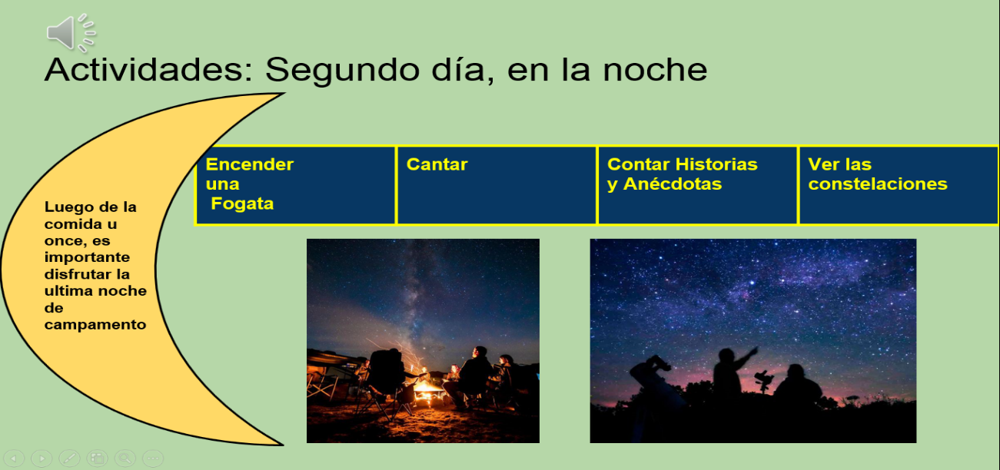 Actividades: Segundo día, en la noche
Luego de la
comida u
once, es
importante
disfrutar la
ultima noche
de
campamento
Encender
una
Fogata
Cantar
Contar Historias
y Anécdotas
Ver las
constelaciones